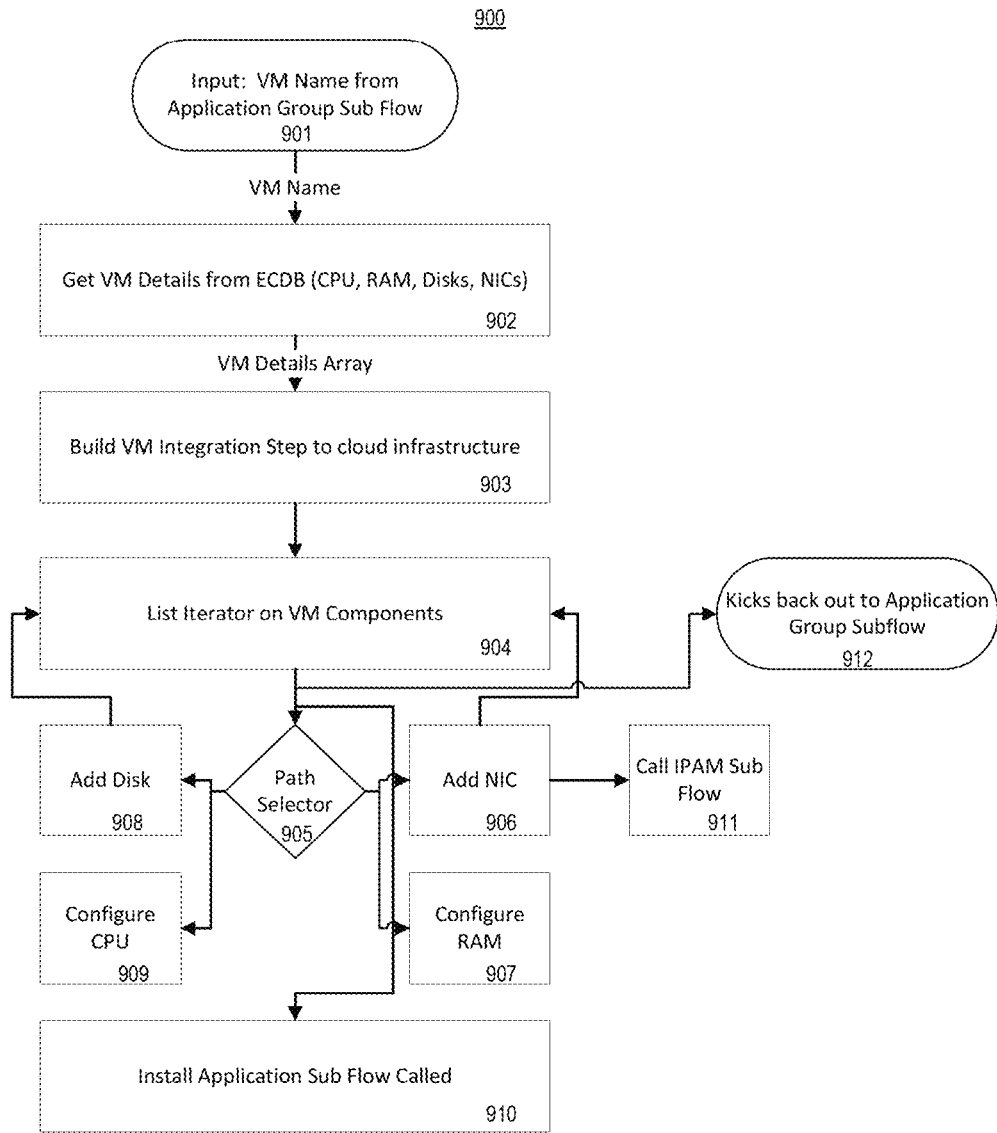 900
Input: VM Name from
Application Group Sub Flow
901
VM Name
Get VM Details from ECDB (CPU, RAM, Disks, NICs)
902
VM Details Array
Build VM Integration Step to cloud infrastructure
903
List Iterator on VM Components
904
Kicks back out to Application
Group Subflow
912
Add Disk
908
Path
Selector
905
Add NIC
906
Call IPAM Sub
Flow
911
Configure
CPU
909
Configure
RAM
907
Install Application Sub Flow Called
910